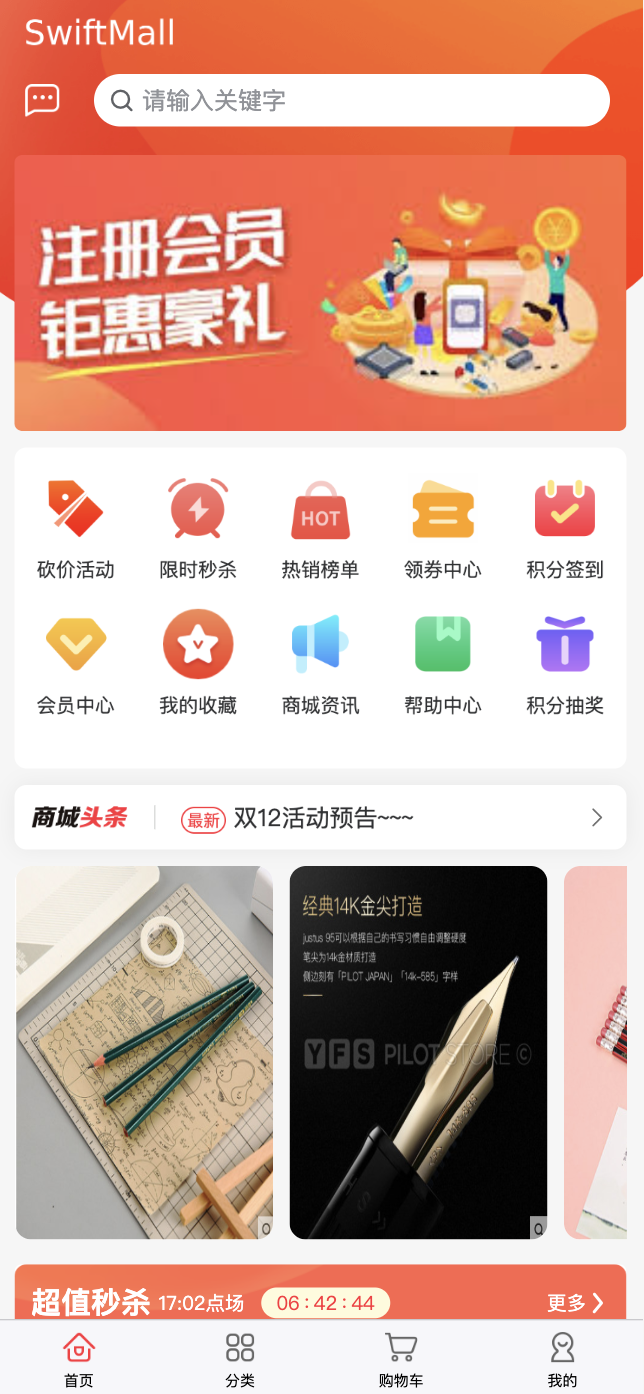 SwiftMall
请输入关键字
注册会员
钜惠豪礼
HOT
砍价活动 限时秒杀 热销榜单 领券中心 积分签到
会员中心 我的收藏 商城资讯 帮助中心 积分抽奖
商城头条 最新 双12活动预告~~~
经典14K金尖打造
justus 95可以根据自己的书写习惯自由调整硬度
笔尖为14k金材质打造
侧边刻有「PILOT JAPAN」「14k-585」字样
YFS PILOT STORE ©
超值秒杀 17:02点场 06 : 42 : 44 更多
首页 分类 购物车 我的